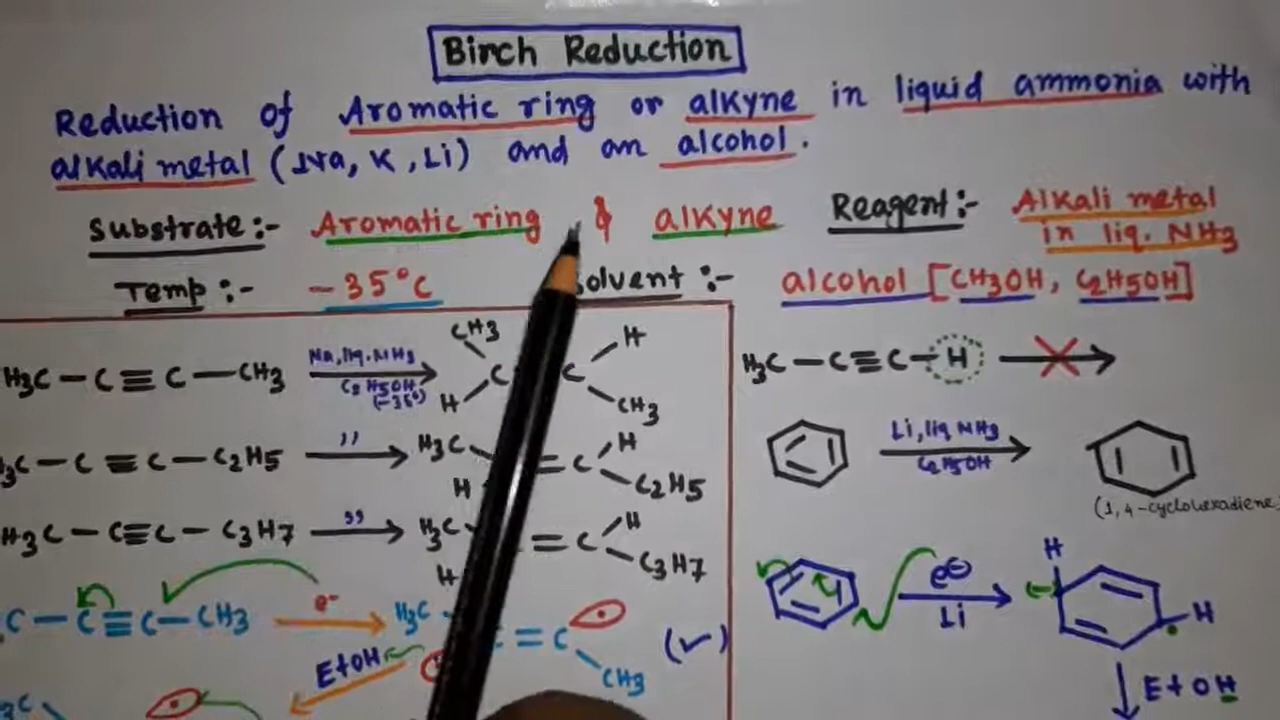 Birch Reduction
Reduction of Aromatic ring or alkyne in liquid ammonia with
alkali metal (Na, K, Li) and an alcohol.
Substrate:- Aromatic ring & alkyne Reagent:- Alkali metal
in liq. NH3
Temp:- -35°C olvent:- alcohol [CH3OH, C2H5OH]
H3C - C ≡ C - CH3 Na, liq. NH3 C2H5OH (-35°) CH3 H C C H CH3
H3C - C ≡ C - H
3C - C ≡ C - C2H5 ,, H3C H = C H C2H5
Li, liq NH3 C2H5OH
(1,4-cyclohexadiene
H3C - C ≡ C - C3H7 ,, H3C H = C H C3H7
C - C ≡ C - CH3 e- H3C C = C CH3 (✓)
e⊖ Li H H
EtOH
EtOH